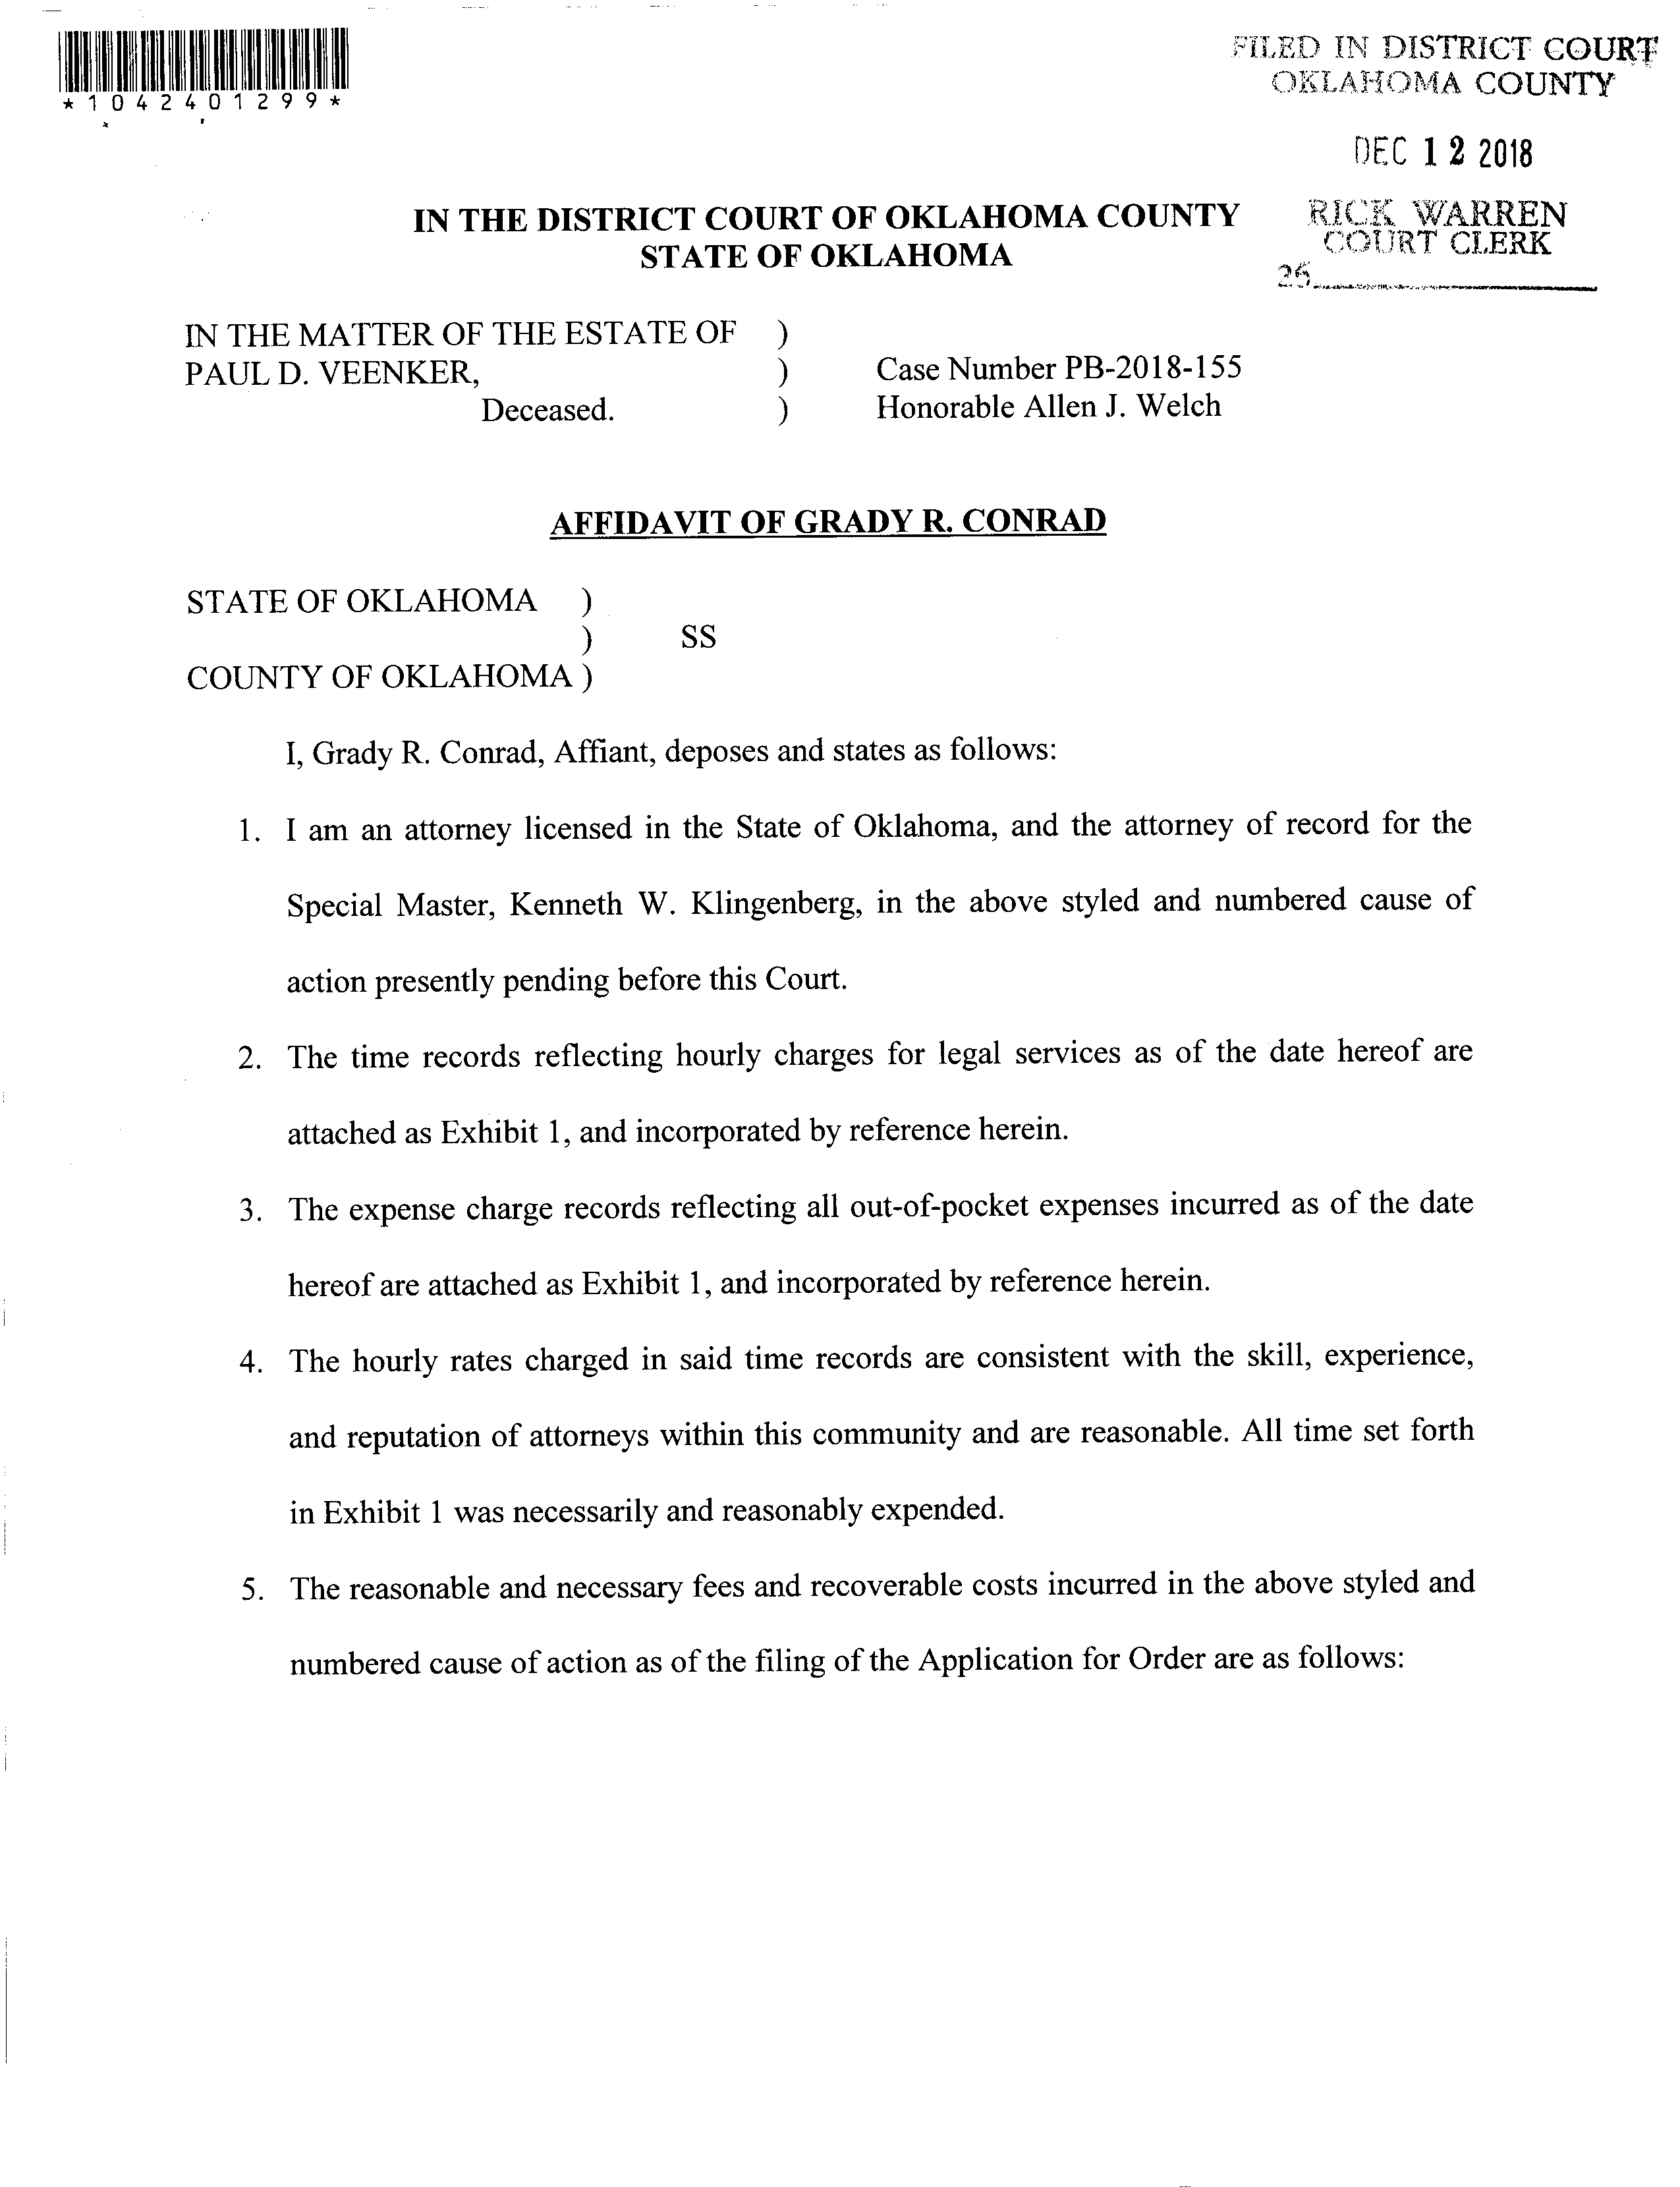 *1042401299*
FILED IN DISTRICT COURT
OKLAHOMA COUNTY
DEC 12 2018
RICK WARREN
COURT CLERK
26
IN THE DISTRICT COURT OF OKLAHOMA COUNTY
STATE OF OKLAHOMA
IN THE MATTER OF THE ESTATE OF )
PAUL D. VEENKER, ) Case Number PB-2018-155
Deceased. ) Honorable Allen J. Welch
AFFIDAVIT OF GRADY R. CONRAD
STATE OF OKLAHOMA )
) SS
COUNTY OF OKLAHOMA )
I, Grady R. Conrad, Affiant, deposes and states as follows:
1. I am an attorney licensed in the State of Oklahoma, and the attorney of record for the
Special Master, Kenneth W. Klingenberg, in the above styled and numbered cause of
action presently pending before this Court.
2. The time records reflecting hourly charges for legal services as of the date hereof are
attached as Exhibit 1, and incorporated by reference herein.
3. The expense charge records reflecting all out-of-pocket expenses incurred as of the date
hereof are attached as Exhibit 1, and incorporated by reference herein.
4. The hourly rates charged in said time records are consistent with the skill, experience,
and reputation of attorneys within this community and are reasonable. All time set forth
in Exhibit 1 was necessarily and reasonably expended.
5. The reasonable and necessary fees and recoverable costs incurred in the above styled and
numbered cause of action as of the filing of the Application for Order are as follows: